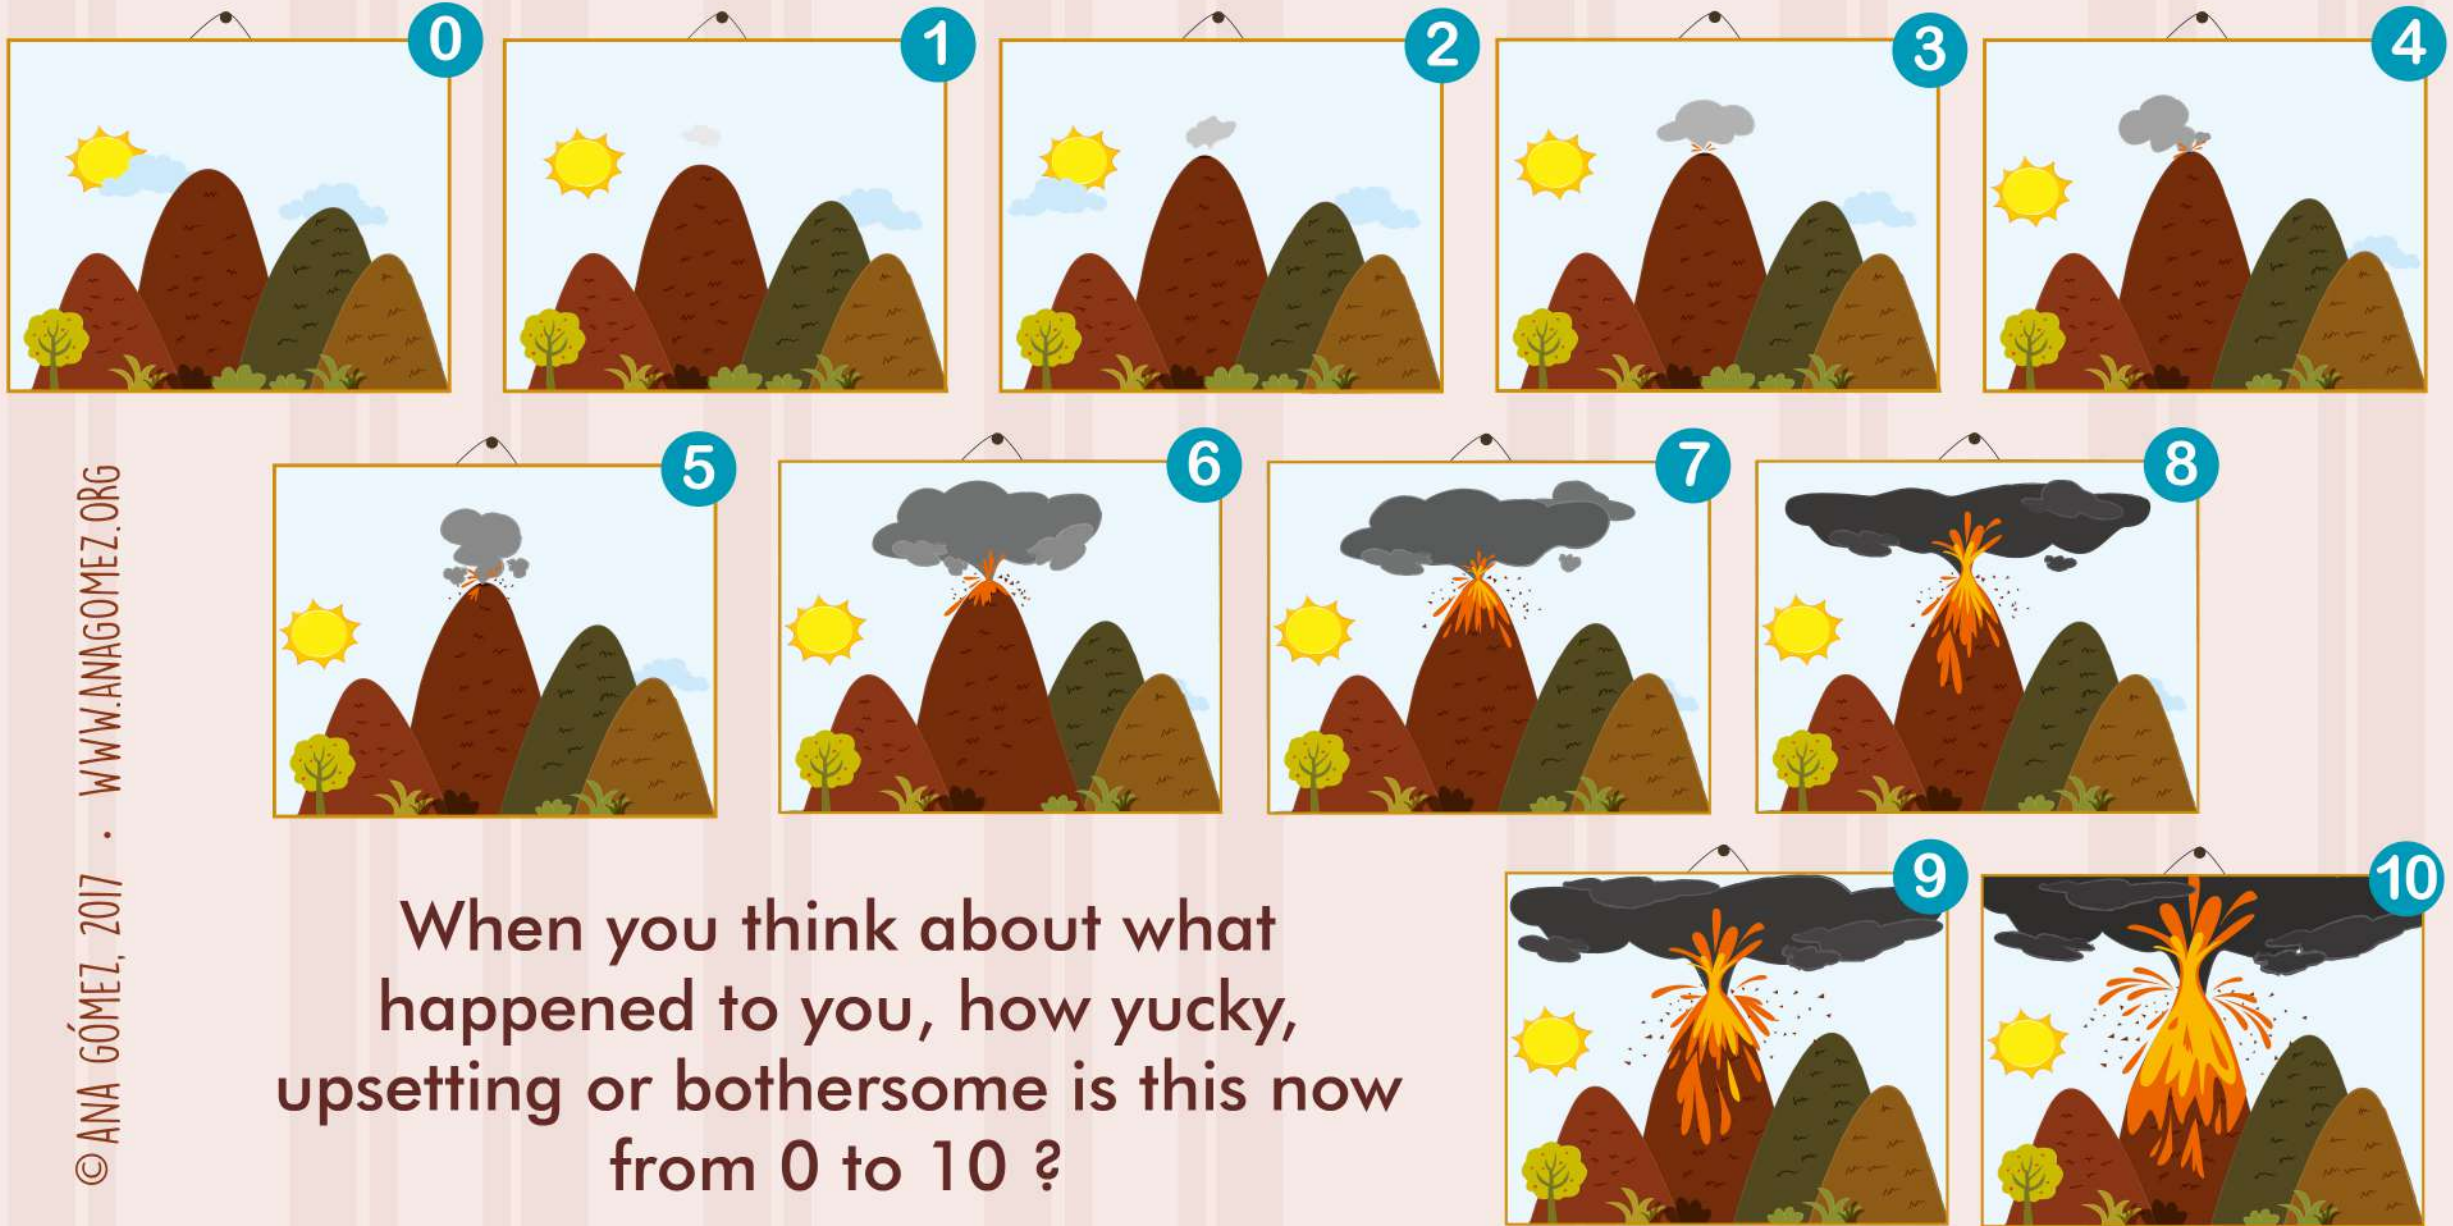 0
1
2
3
4
5
6
7
8
9
10
When you think about what
happened to you, how yucky,
upsetting or bothersome is this now
from 0 to 10 ?
© ANA GÓMEZ, 2017 · WWW.ANAGOMEZ.ORG